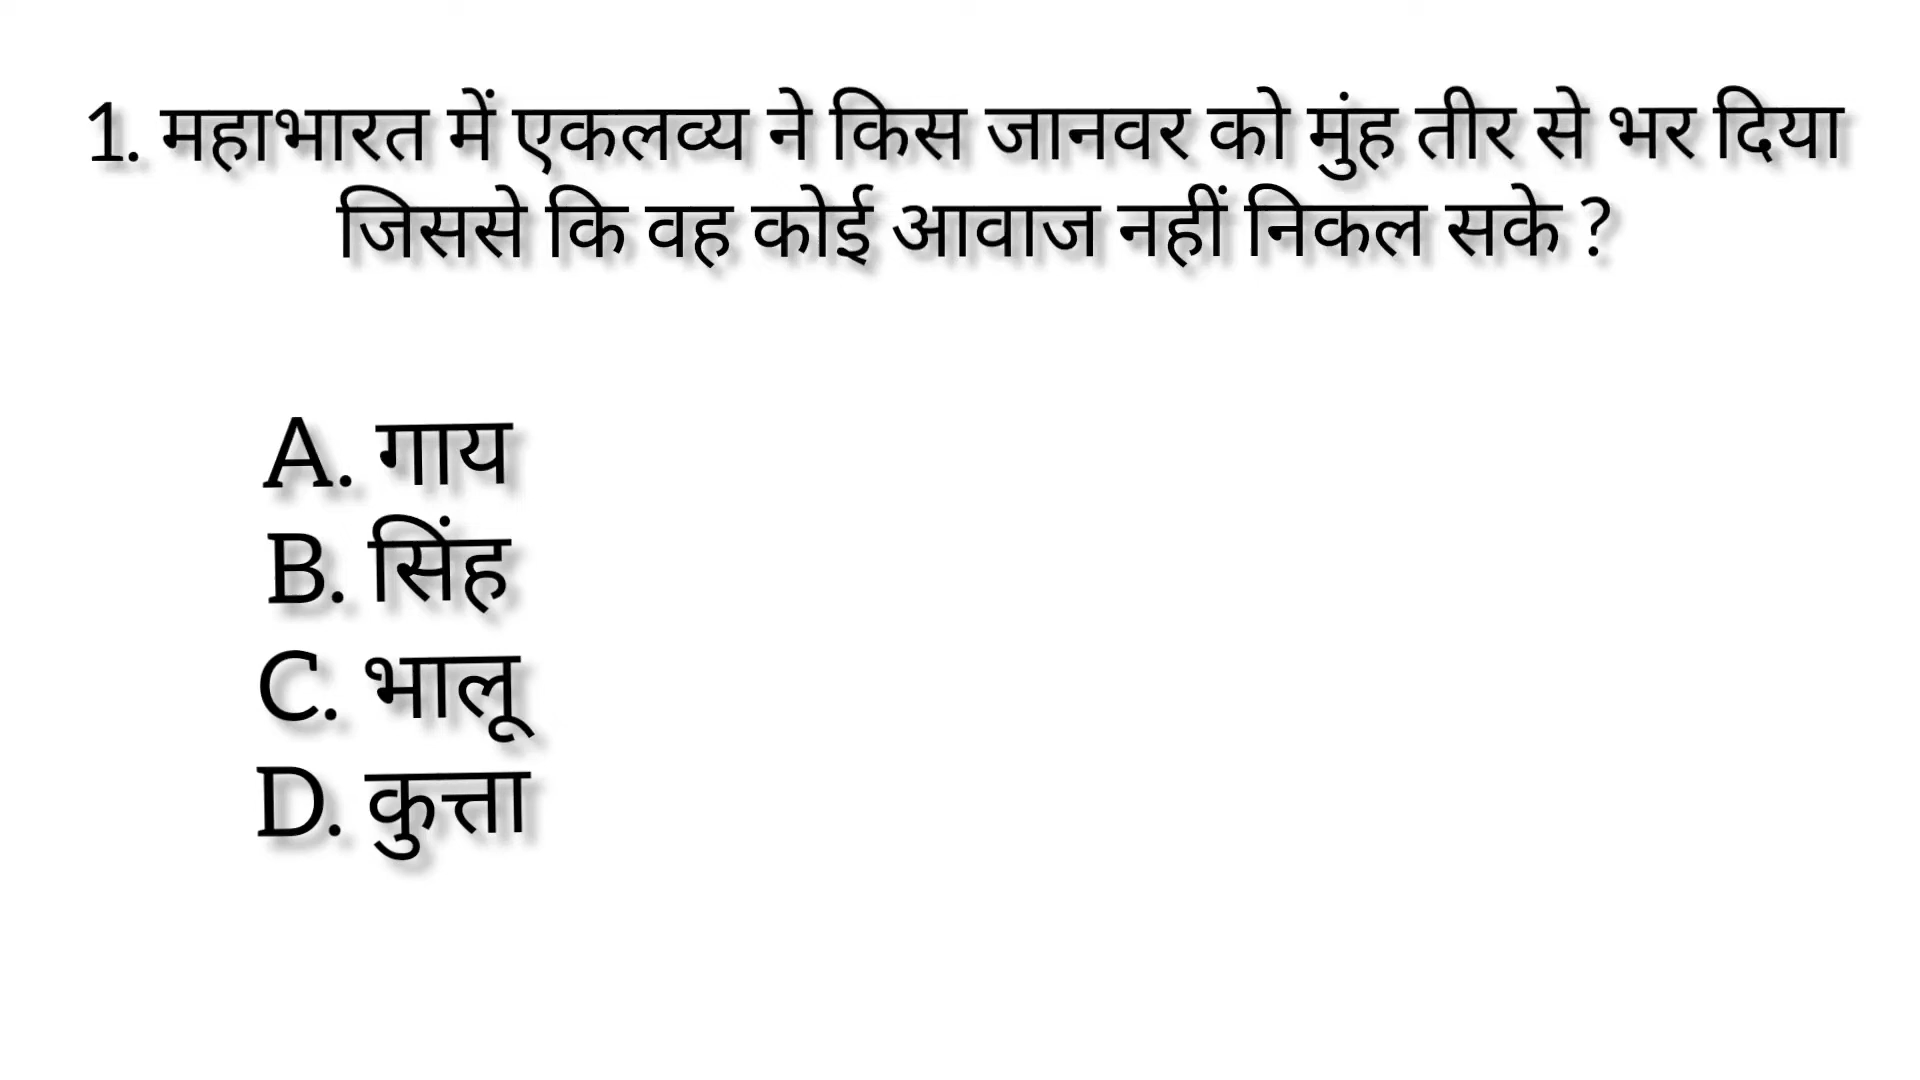 1. महाभारत में एकलव्य ने किस जानवर को मुंह तीर से भर दिया
जिससे कि वह कोई आवाज नहीं निकल सके ?
A. गाय
B. सिंह
C. भालू
D. कुत्ता